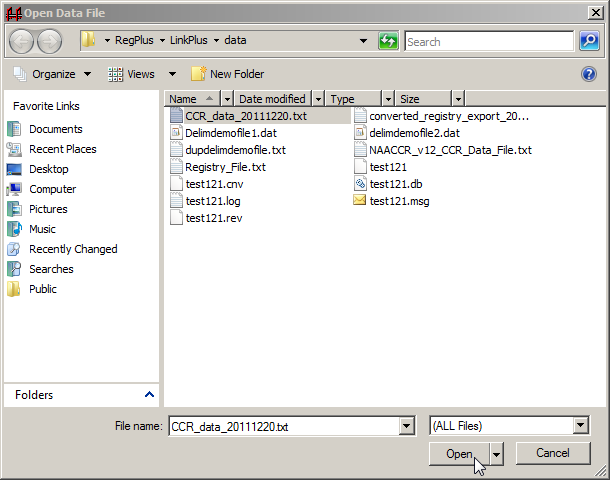 Open Data File
RegPlus LinkPlus data Search
Organize Views New Folder
Favorite Links
Documents
Recent Places
Desktop
Computer
Pictures
Music
Recently Changed
Searches
Public
Folders
Name Date modified Type Size
CCR_data_20111220.txt converted_registry_export_20...
Delimdemofile1.dat delimdemofile2.dat
dupdelimdemofile.txt NAACCR_v12_CCR_Data_File.txt
Registry_File.txt test121
test121.cnv test121.db
test121.log test121.msg
test121.rev
File name: CCR_data_20111220.txt (ALL Files)
Open Cancel